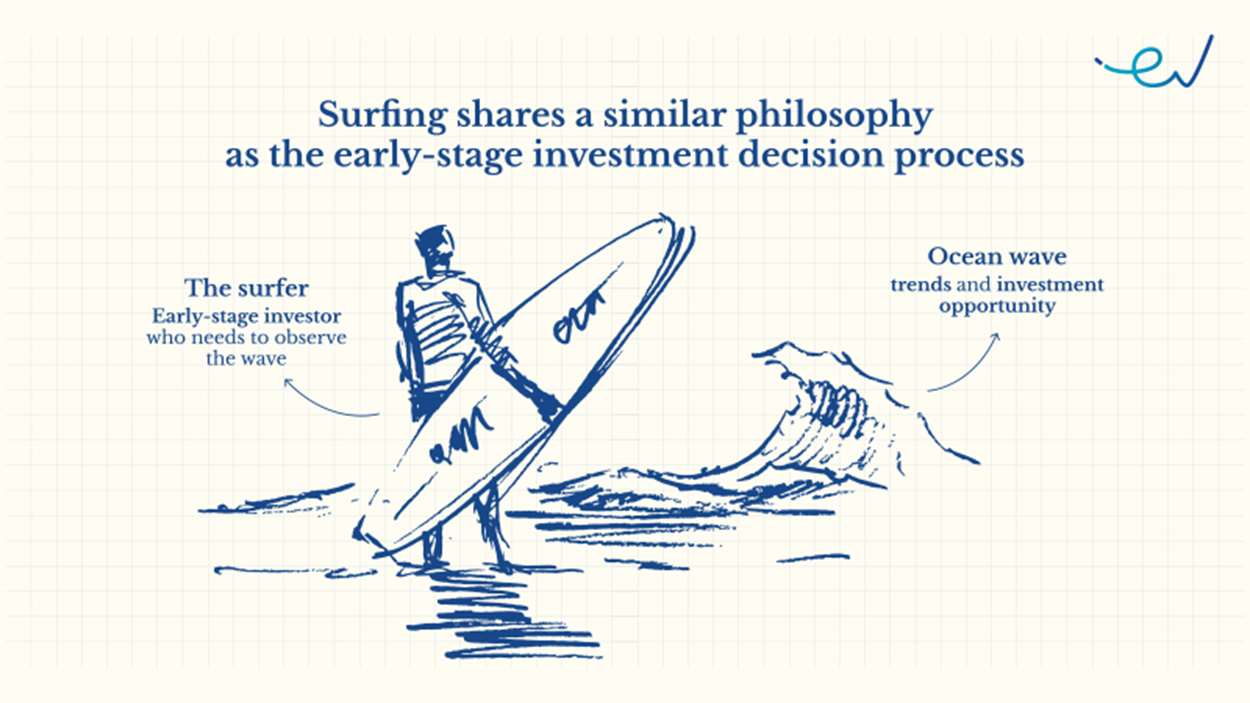 ev
Surfing shares a similar philosophy
as the early-stage investment decision process
The surfer
Early-stage investor
who needs to observe
the wave
Ocean wave
trends and investment
opportunity